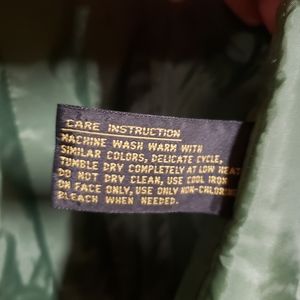 CARE INSTRUCTION
MACHINE WASH WARM WITH
SIMILAR COLORS, DELICATE CYCLE,
TUMBLE DRY COMPLETELY AT LOW HEAT
DO NOT DRY CLEAN, USE COOL IRON
ON FACE ONLY, USE ONLY NON-CHLORINE
BLEACH WHEN NEEDED.